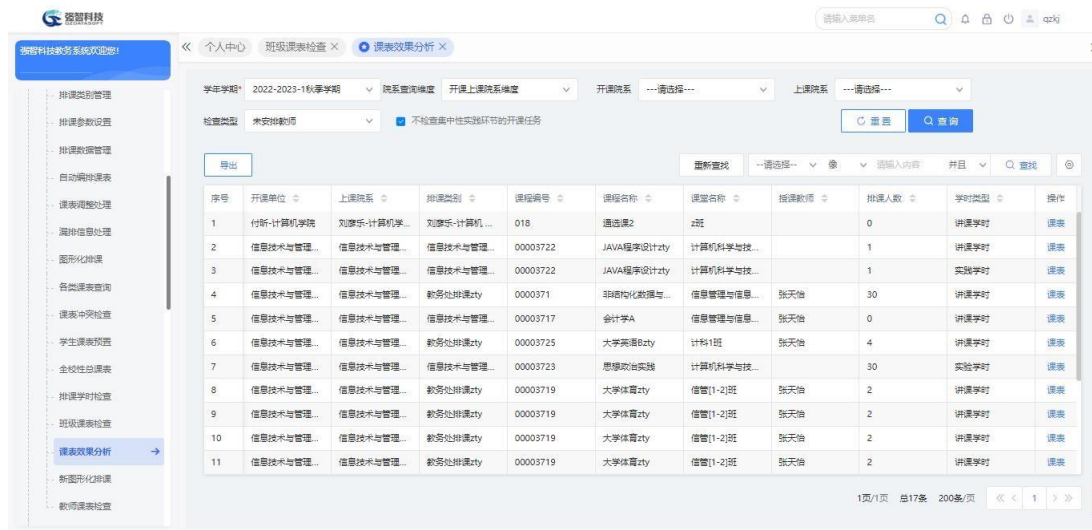 强智科技
QZDATASOFT
请输入菜单名
qzkj
强智科技教务系统欢迎您!
个人中心 班级课表检查 × 课表效果分析 ×
排课类别管理
排课参数设置
排课数据管理
自动编排课表
课表调整处理
漏排信息处理
图形化排课
各类课表查询
课表冲突检查
学生课表预置
全校性总课表
排课学时检查
班级课表检查
课表效果分析 →
新图形化排课
教师课表检查
学年学期* 2022-2023-1秋季学期 院系查询维度 开课上课院系维度 开课院系 ---请选择--- 上课院系 ---请选择---
检查类型 未安排教师 不检查集中性实践环节的开课任务 重置 查询
导出 重新查找 --请选择-- 像 请输入内容 并且 查找
序号 开课单位 上课院系 排课类别 课程编号 课程名称 课堂名称 授课教师 排课人数 学时类型 操作
1 付昕-计算机学院 刘彦乐-计算机学... 刘彦乐-计算机 ... 018 通选课2 z班 0 讲课学时 课表
2 信息技术与管理... 信息技术与管理... 信息技术与管理... 00003722 JAVA程序设计zty 计算机科学与技... 1 讲课学时 课表
3 信息技术与管理... 信息技术与管理... 信息技术与管理... 00003722 JAVA程序设计zty 计算机科学与技... 1 实践学时 课表
4 信息技术与管理... 信息技术与管理... 教务处排课zty 0000371 非结构化数据与... 信息管理与信息... 张天怡 30 讲课学时 课表
5 信息技术与管理... 信息技术与管理... 信息技术与管理... 00003717 会计学A 信息管理与信息... 张天怡 0 讲课学时 课表
6 信息技术与管理... 信息技术与管理... 教务处排课zty 00003725 大学英语Bzty 计科1班 张天怡 4 讲课学时 课表
7 信息技术与管理... 信息技术与管理... 信息技术与管理... 00003723 思想政治实践 计算机科学与技... 30 实验学时 课表
8 信息技术与管理... 信息技术与管理... 教务处排课zty 00003719 大学体育zty 信管[1-2]班 张天怡 2 讲课学时 课表
9 信息技术与管理... 信息技术与管理... 教务处排课zty 00003719 大学体育zty 信管[1-2]班 张天怡 2 讲课学时 课表
10 信息技术与管理... 信息技术与管理... 教务处排课zty 00003719 大学体育zty 信管[1-2]班 张天怡 2 讲课学时 课表
11 信息技术与管理... 信息技术与管理... 教务处排课zty 00003719 大学体育zty 信管[1-2]班 张天怡 2 讲课学时 课表
1页/1页 总17条 200条/页 1